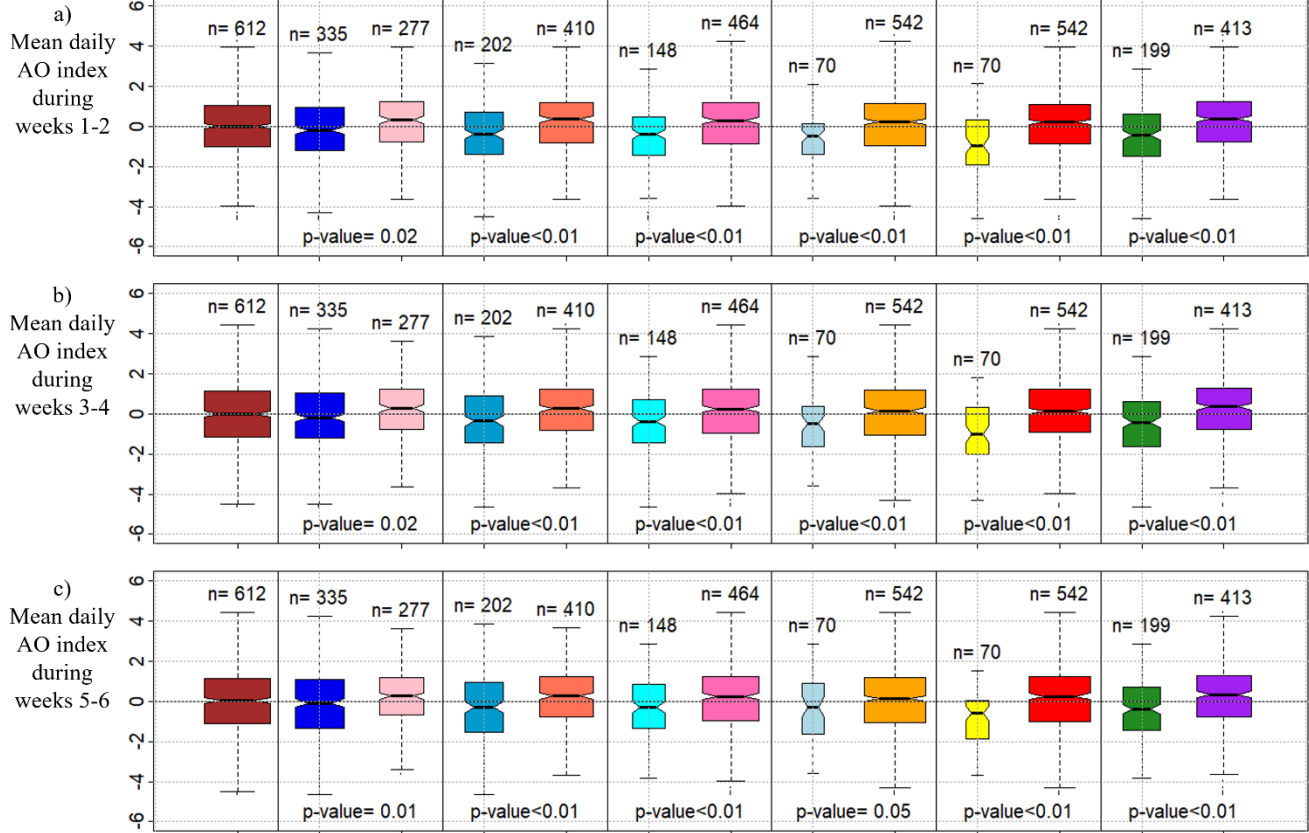 a)
Mean daily
AO index
during
weeks 1-2
6
4
2
0
-2
-4
-6
n= 612
n= 335
n= 277
n= 202
n= 410
n= 148
n= 464
n= 70
n= 542
n= 70
n= 542
n= 199
n= 413
p-value= 0.02
p-value<0.01
p-value<0.01
p-value<0.01
p-value<0.01
p-value<0.01
b)
Mean daily
AO index
during
weeks 3-4
6
4
2
0
-2
-4
-6
n= 612
n= 335
n= 277
n= 202
n= 410
n= 148
n= 464
n= 70
n= 542
n= 70
n= 542
n= 199
n= 413
p-value= 0.02
p-value<0.01
p-value<0.01
p-value<0.01
p-value<0.01
p-value<0.01
c)
Mean daily
AO index
during
weeks 5-6
6
4
2
0
-2
-4
-6
n= 612
n= 335
n= 277
n= 202
n= 410
n= 148
n= 464
n= 70
n= 542
n= 70
n= 542
n= 199
n= 413
p-value= 0.01
p-value<0.01
p-value<0.01
p-value= 0.05
p-value<0.01
p-value<0.01